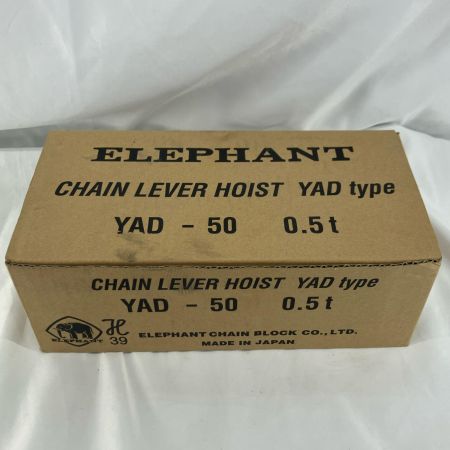 ELEPHANT
CHAIN LEVER HOIST YAD type
YAD - 50 0.5t
CHAIN LEVER HOIST YAD type
YAD - 50 0.5t
ELEPHANT
H
39
ELEPHANT CHAIN BLOCK CO., LTD.
MADE IN JAPAN